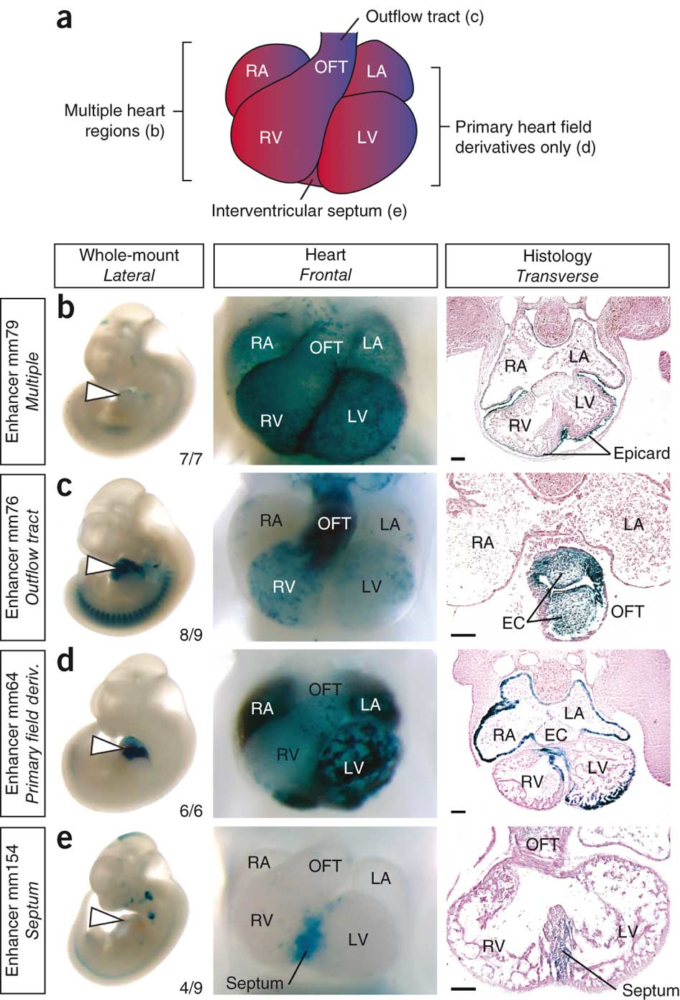 a
Outflow tract (c)
RA
OFT
LA
Multiple heart
regions (b)
RV
LV
Primary heart field
derivatives only (d)
Interventricular septum (e)
Whole-mount
Lateral
Heart
Frontal
Histology
Transverse
Enhancer mm79
Multiple
b
7/7
RA
OFT
LA
RV
LV
RA
LA
RV
LV
Epicard
Enhancer mm76
Outflow tract
c
8/9
RA
OFT
LA
RV
LV
RA
LA
EC
OFT
Enhancer mm64
Primary field deriv.
d
6/6
OFT
RA
LA
RV
LV
LA
RA
EC
RV
LV
Enhancer mm154
Septum
e
4/9
RA
OFT
LA
RV
LV
Septum
OFT
RV
LV
Septum